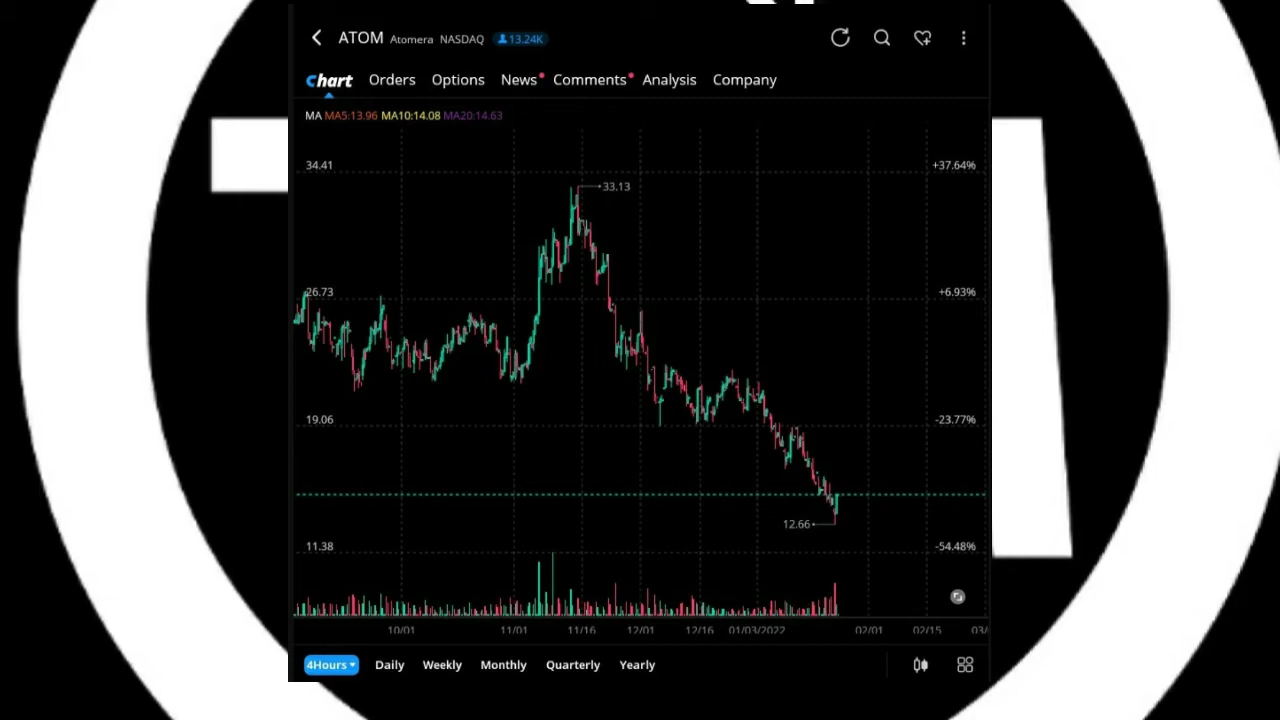 ATOM Atomera NASDAQ 13.24K
Chart Orders Options News Comments Analysis Company
MA MA5:13.96 MA10:14.08 MA20:14.63
34.41 +37.64%
33.13
26.73 +6.93%
19.06 -23.77%
12.66
11.38 -54.48%
10/01 11/01 11/16 12/01 12/16 01/03/2022 02/01 02/15
4Hours Daily Weekly Monthly Quarterly Yearly